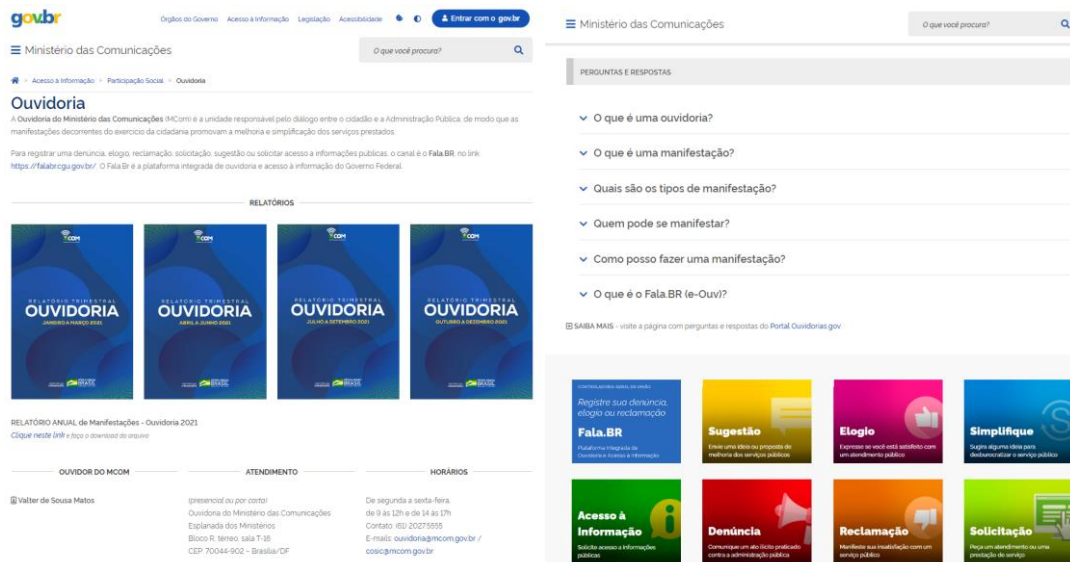 gov.br
Órgãos do Governo Acesso à Informação Legislação Acessibilidade Entrar com o gov.br
Ministério das Comunicações
O que você procura?
Acesso à Informação > Participação Social > Ouvidoria
Ouvidoria
A Ouvidoria do Ministério das Comunicações (MCom) é a unidade responsável pelo diálogo entre o cidadão e a Administração Pública, de modo que as
manifestações decorrentes do exercício da cidadania promovam a melhoria e simplificação dos serviços prestados.
Para registrar uma denúncia, elogio, reclamação, solicitação, sugestão ou solicitar acesso a informações públicas, o canal é o Fala.BR, no link
https://falabr.cgu.gov.br/ O Fala.Br é a plataforma integrada de ouvidoria e acesso à informação do Governo Federal.
RELATÓRIOS
MCOM
RELATÓRIO TRIMESTRAL
OUVIDORIA
JANEIRO A MARÇO 2021
MCOM
RELATÓRIO TRIMESTRAL
OUVIDORIA
ABRIL A JUNHO 2021
MCOM
RELATÓRIO TRIMESTRAL
OUVIDORIA
JULHO A SETEMBRO 2021
MCOM
RELATÓRIO TRIMESTRAL
OUVIDORIA
OUTUBRO A DEZEMBRO 2021
RELATÓRIO ANUAL de Manifestações - Ouvidoria 2021
Clique neste link e faça o download do arquivo
OUVIDOR DO MCOM
Valter de Sousa Matos
ATENDIMENTO
(presencial ou por carta)
Ouvidoria do Ministério das Comunicações
Esplanada dos Ministérios
Bloco R, térreo, sala T-16
CEP 70044-902 - Brasília/DF
HORÁRIOS
De segunda a sexta-feira,
de 9 às 12h e de 14 às 17h
Contato: (61) 20275555
E-mails: ouvidoria@mcom.gov.br /
cosic@mcom.gov.br
Ministério das Comunicações
O que você procura?
PERGUNTAS E RESPOSTAS
O que é uma ouvidoria?
O que é uma manifestação?
Quais são os tipos de manifestação?
Quem pode se manifestar?
Como posso fazer uma manifestação?
O que é o Fala.BR (e-Ouv)?
SAIBA MAIS - visite a página com perguntas e respostas do Portal Ouvidorias.gov
CONTROLADORIA-GERAL DA UNIÃO
Registre sua denúncia,
elogio ou reclamação
Fala.BR
Plataforma Integrada de
Ouvidoria e Acesso à Informação
Sugestão
Envie uma ideia ou proposta de
melhoria dos serviços públicos
Elogio
Expresse se você está satisfeito com
um atendimento público
Simplifique
Sugira alguma ideia para
desburocratizar o serviço público
Acesso à
Informação
Solicite acesso a informações
públicas
Denúncia
Comunique um ato ilícito praticado
contra a administração pública
Reclamação
Manifeste sua insatisfação com um
serviço público
Solicitação
Peça um atendimento ou uma
prestação de serviço